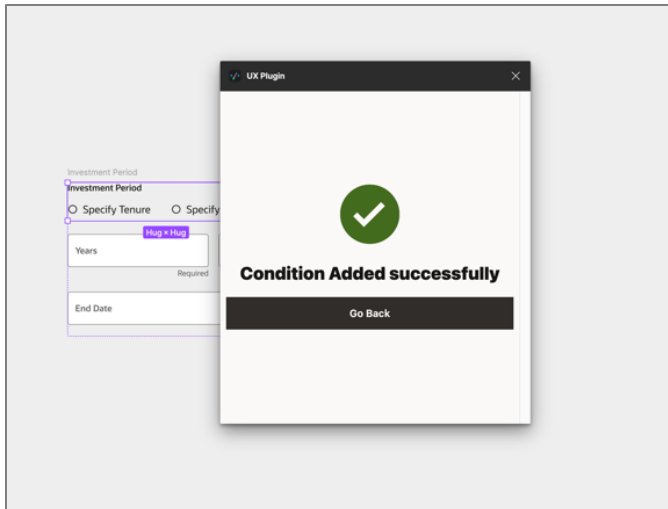 UX Plugin
Investment Period
Investment Period
Specify Tenure
Specify
Hug × Hug
Years
Required
End Date
Condition Added successfully
Go Back